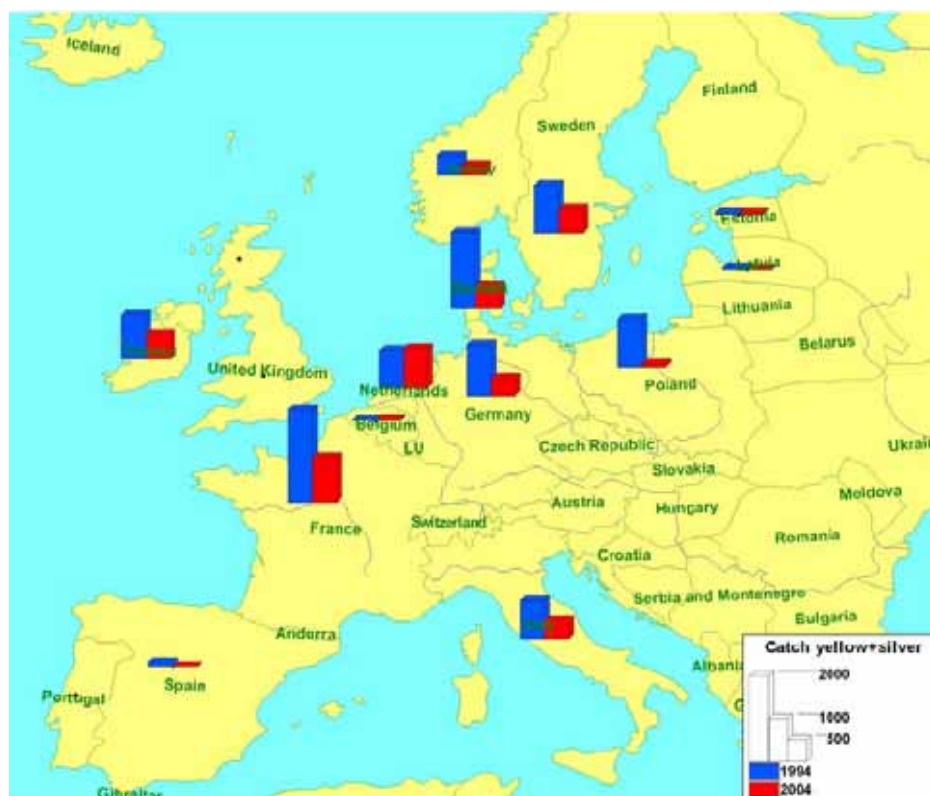 Iceland
Finland
Sweden
Estonia
Latvia
Lithuania
Belarus
United Kingdom
Netherlands
Poland
Germany
Belgium
LU
Czech Republic
Ukrai
Slovakia
Moldova
Austria
Hungary
France
Switzerland
Romania
Croatia
Serbia and Montenegro
Bulgaria
Andorra
Albania
Spain
Portugal
Gibraltar
Catch yellow+silver
2000
1000
500
1994
2004